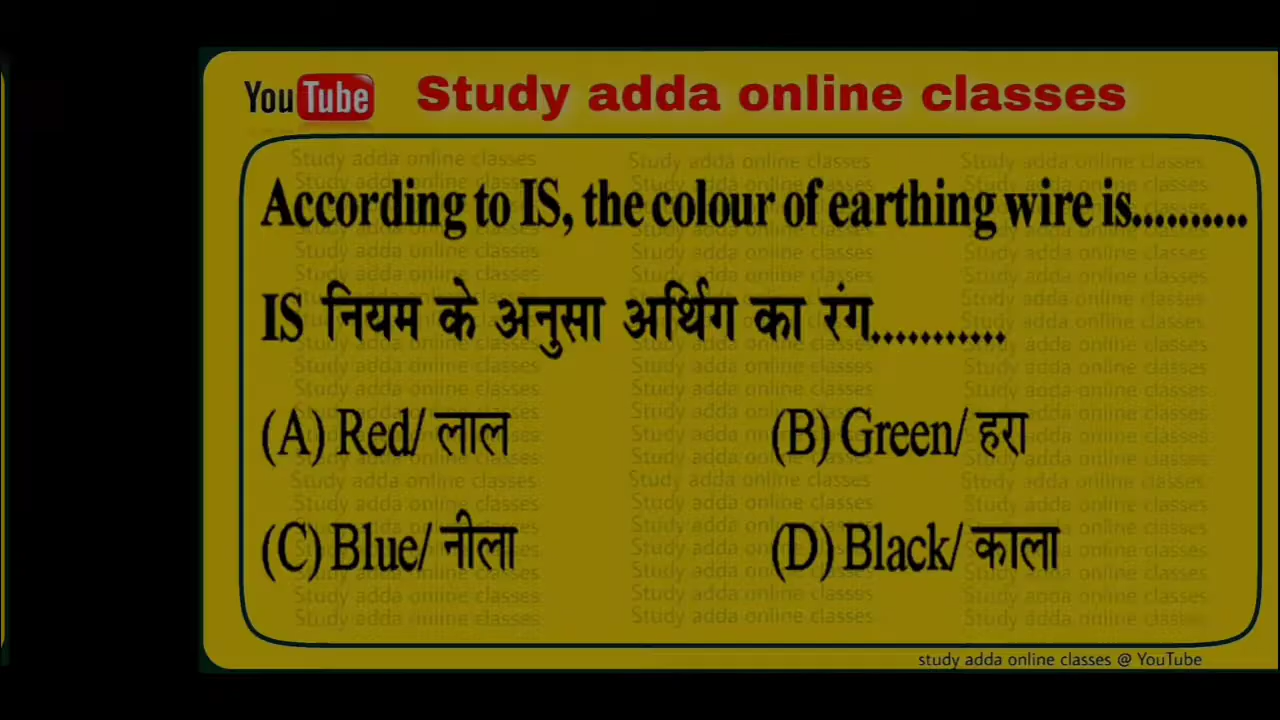 YouTube Study adda online classes
According to IS, the colour of earthing wire is..........
IS नियम के अनुसा अर्थिग का रंग...........
(A) Red/ लाल (B) Green/ हरा
(C) Blue/ नीला (D) Black/ काला
study adda online classes @ YouTube